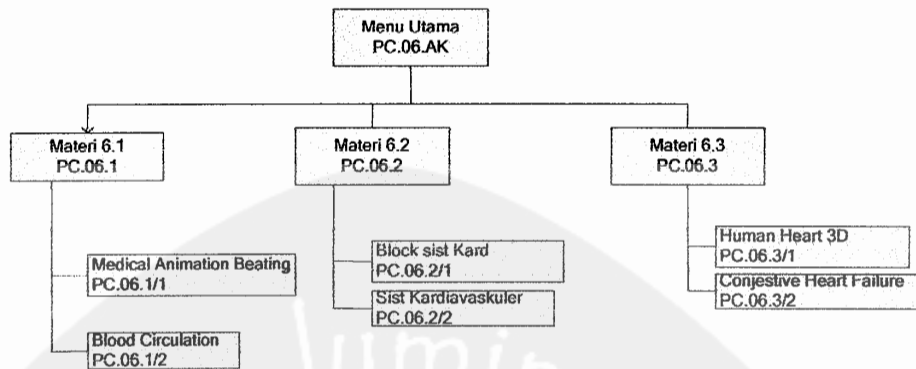 Menu Utama
PC.06.AK
Materi 6.1
PC.06.1
Materi 6.2
PC.06.2
Materi 6.3
PC.06.3
Medical Animation Beating
PC.06.1/1
Blood Circulation
PC.06.1/2
Block sist Kard
PC.06.2/1
Sist Kardiavaskuler
PC.06.2/2
Human Heart 3D
PC.06.3/1
Conjestive Heart Failure
PC.06.3/2